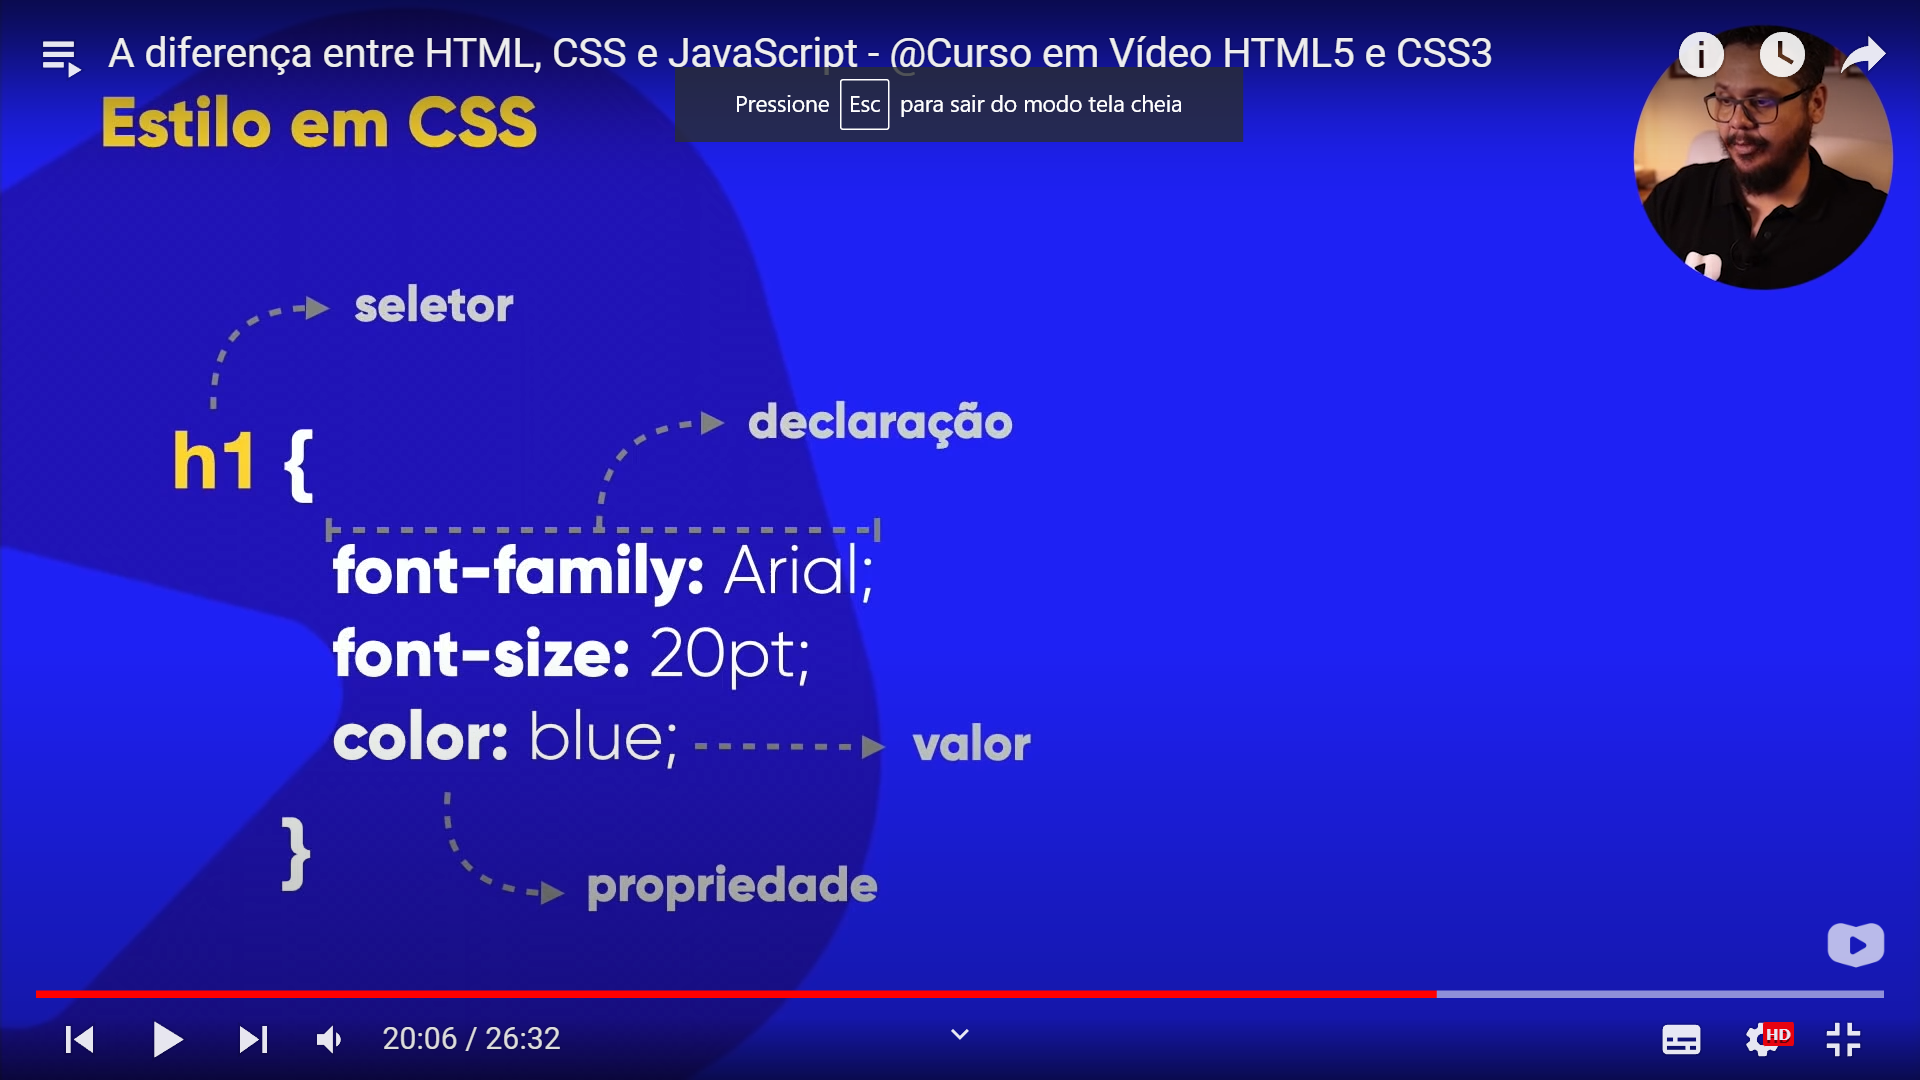 A diferença entre HTML, CSS e JavaScript - @Curso em Vídeo HTML5 e CSS3
Pressione Esc para sair do modo tela cheia
Estilo em CSS
seletor
declaração
h1 {
font-family: Arial;
font-size: 20pt;
color: blue;
valor
}
propriedade
20:06 / 26:32
HD